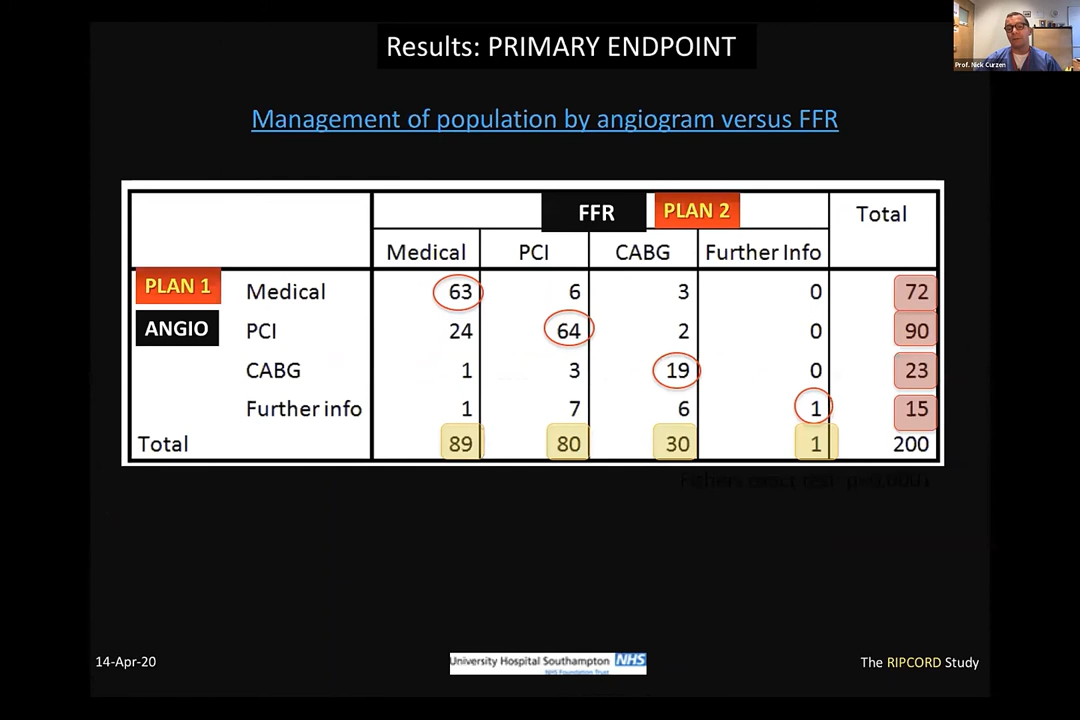 Results: PRIMARY ENDPOINT
Prof. Nick Curzen
Management of population by angiogram versus FFR
FFR PLAN 2 Total
Medical PCI CABG Further Info
PLAN 1 Medical 63 6 3 0 72
ANGIO PCI 24 64 2 0 90
CABG 1 3 19 0 23
Further info 1 7 6 1 15
Total 89 80 30 1 200
14-Apr-20
University Hospital Southampton NHS
NHS Foundation Trust
The RIPCORD Study